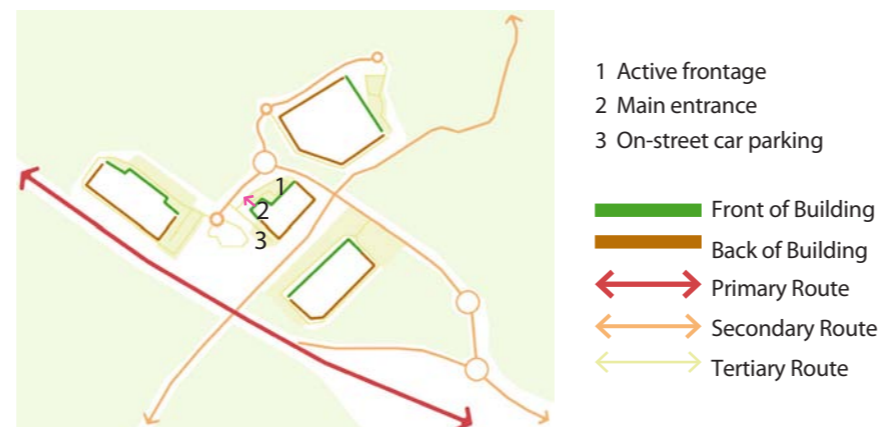 1
2
3
1 Active frontage
2 Main entrance
3 On-street car parking
Front of Building
Back of Building
Primary Route
Secondary Route
Tertiary Route